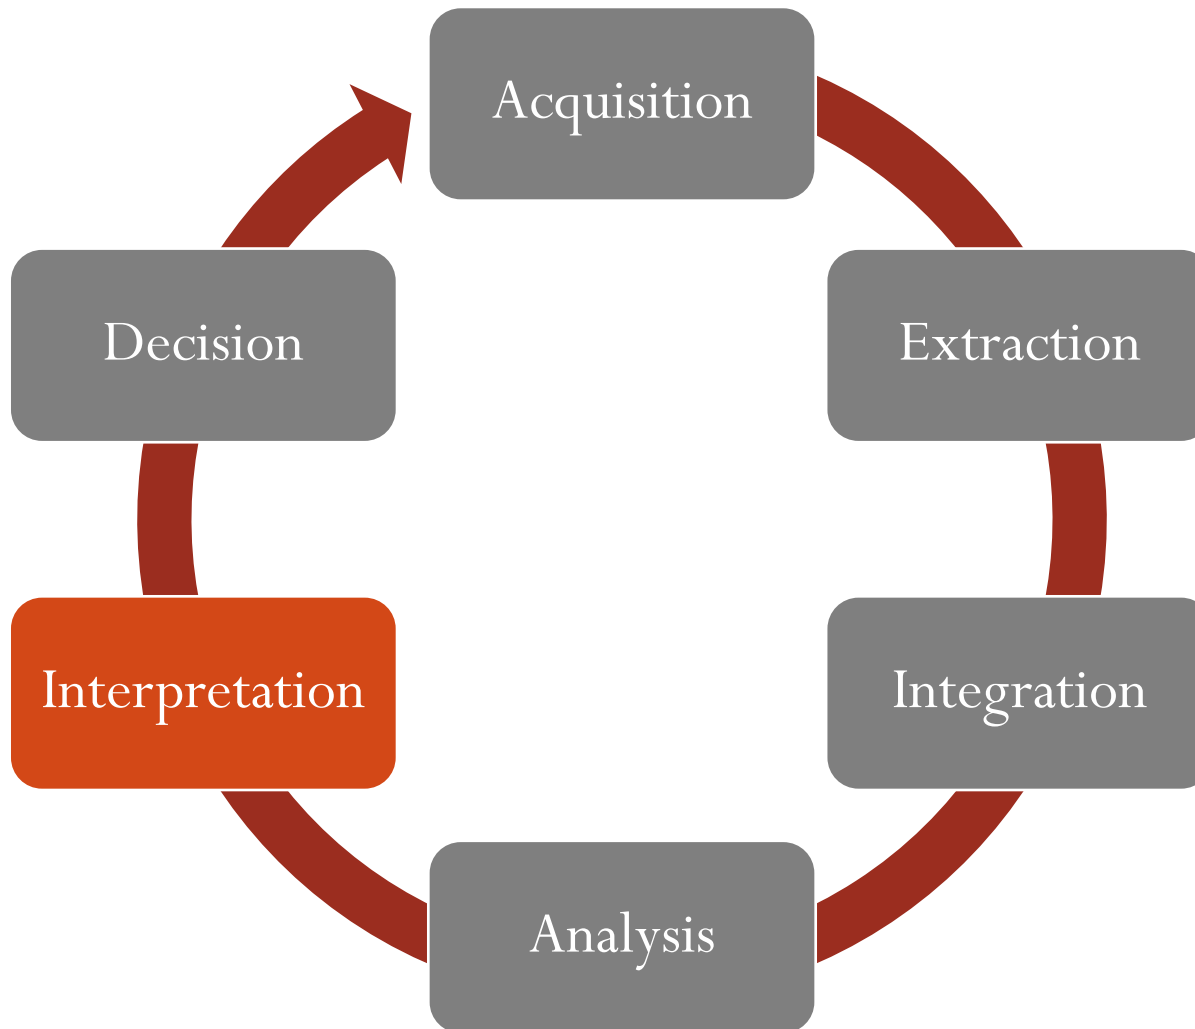 Acquisition
Extraction
Integration
Analysis
Interpretation
Decision